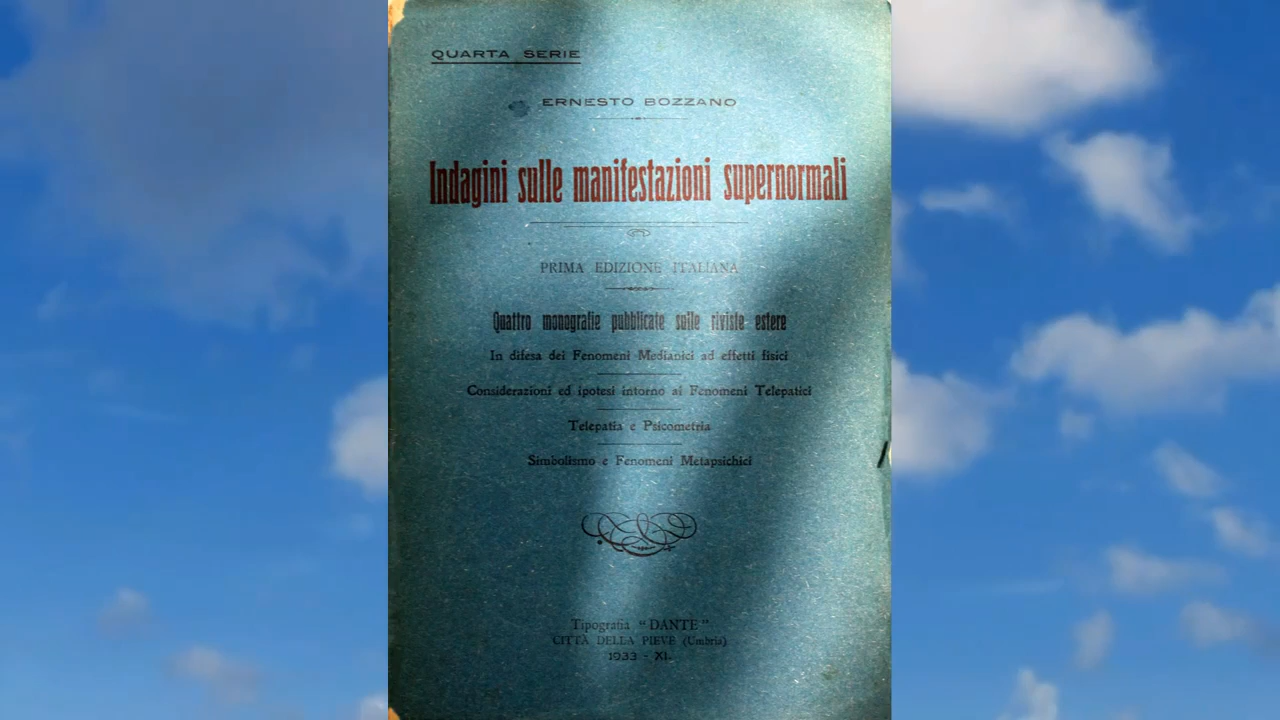 QUARTA SERIE
ERNESTO BOZZANO
Indagini sulle manifestazioni supernormali
PRIMA EDIZIONE ITALIANA
Quattro monografie pubblicate sulle riviste estere
In difesa dei Fenomeni Medianici ad effetti fisici
Considerazioni ed ipotesi intorno ai Fenomeni Telepatici
Telepatia e Psicometria
Simbolismo e Fenomeni Metapsichici
Tipografia "DANTE"
CITTÀ DELLA PIEVE (Umbria)
1933 - XI.